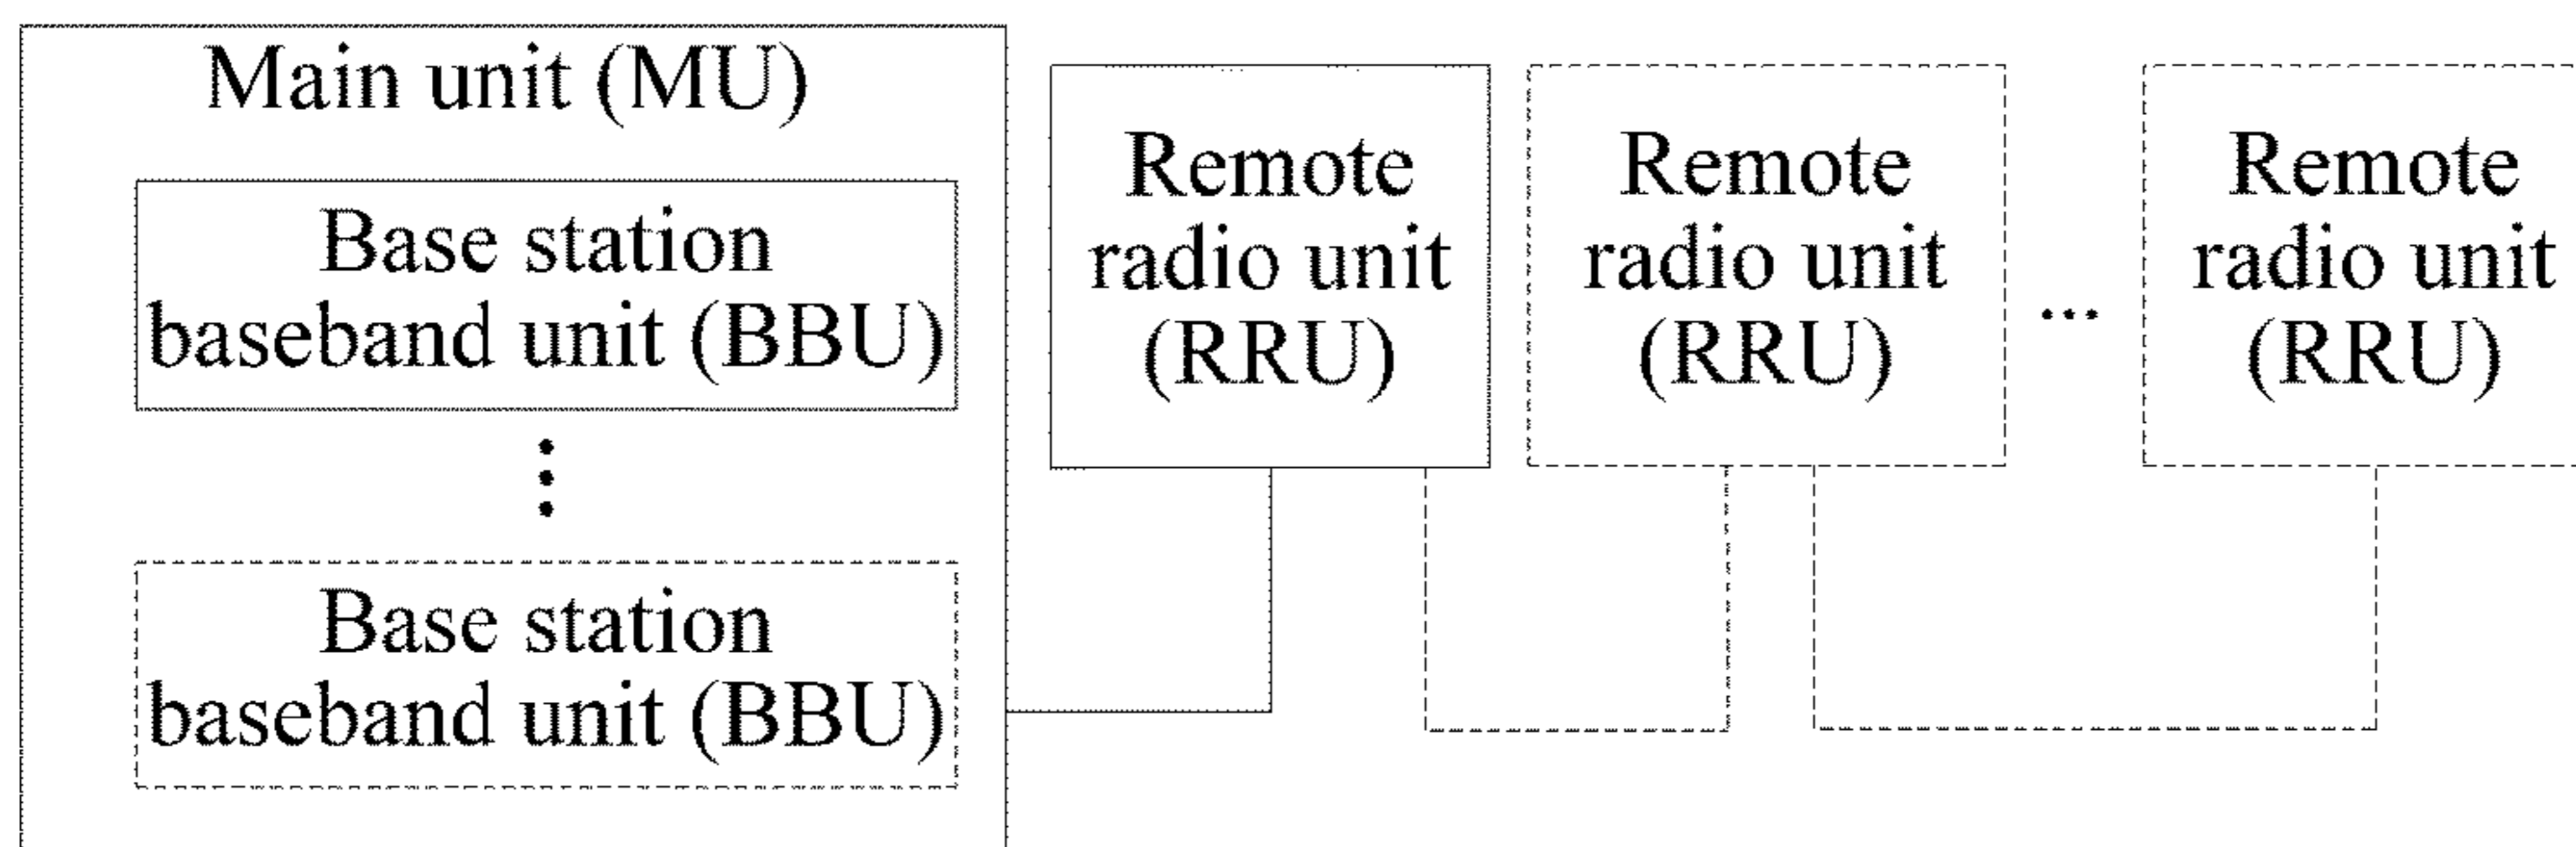 Main unit (MU)
Base station
baseband unit (BBU)
Base station
baseband unit (BBU)
Remote
radio unit
(RRU)
Remote
radio unit
(RRU)
...
Remote
radio unit
(RRU)